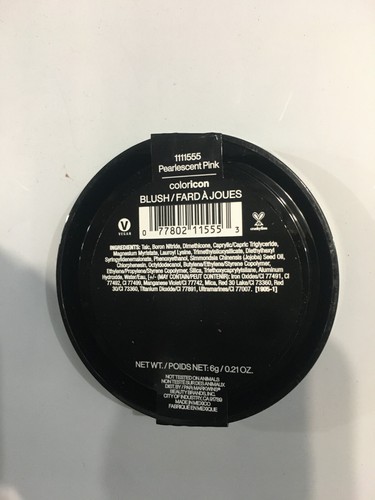 1111555
Pearlescent Pink
coloricon
BLUSH / FARD À JOUES
0 77802 11555 3
V
VEGAN
crueltyfree
INGREDIENTS: Talc, Boron Nitride, Dimethicone, Caprylic/Capric Triglyceride,
Magnesium Myristate, Lauroyl Lysine, Trimethylsiloxysilicate, Diethylhexyl
Syringylidenemalonate, Phenoxyethanol, Simmondsia Chinensis (Jojoba) Seed Oil,
Chlorphenesin, Octyldodecanol, Butylene/Ethylene/Styrene Copolymer,
Ethylene/Propylene/Styrene Copolymer, Silica, Triethoxycaprylylsilane, Aluminum
Hydroxide, Water/Eau, [+/- (MAY CONTAIN/PEUT CONTENIR): Iron Oxides/CI 77491, CI
77492, CI 77499, Manganese Violet/CI 77742, Mica, Red 30 Lake/CI 73360, Red
30/CI 73360, Titanium Dioxide/CI 77891, Ultramarines/CI 77007. [1905-1]
NET WT. / POIDS NET: 6g / 0.21 OZ.
NOT TESTED ON ANIMALS
NON TESTÉ SUR DES ANIMAUX
DIST. BY / PAR MARKWINS®
BEAUTY BRANDS, INC.
CITY OF INDUSTRY, CA 91789
MADE IN MEXICO
FABRIQUÉ EN MEXIQUE